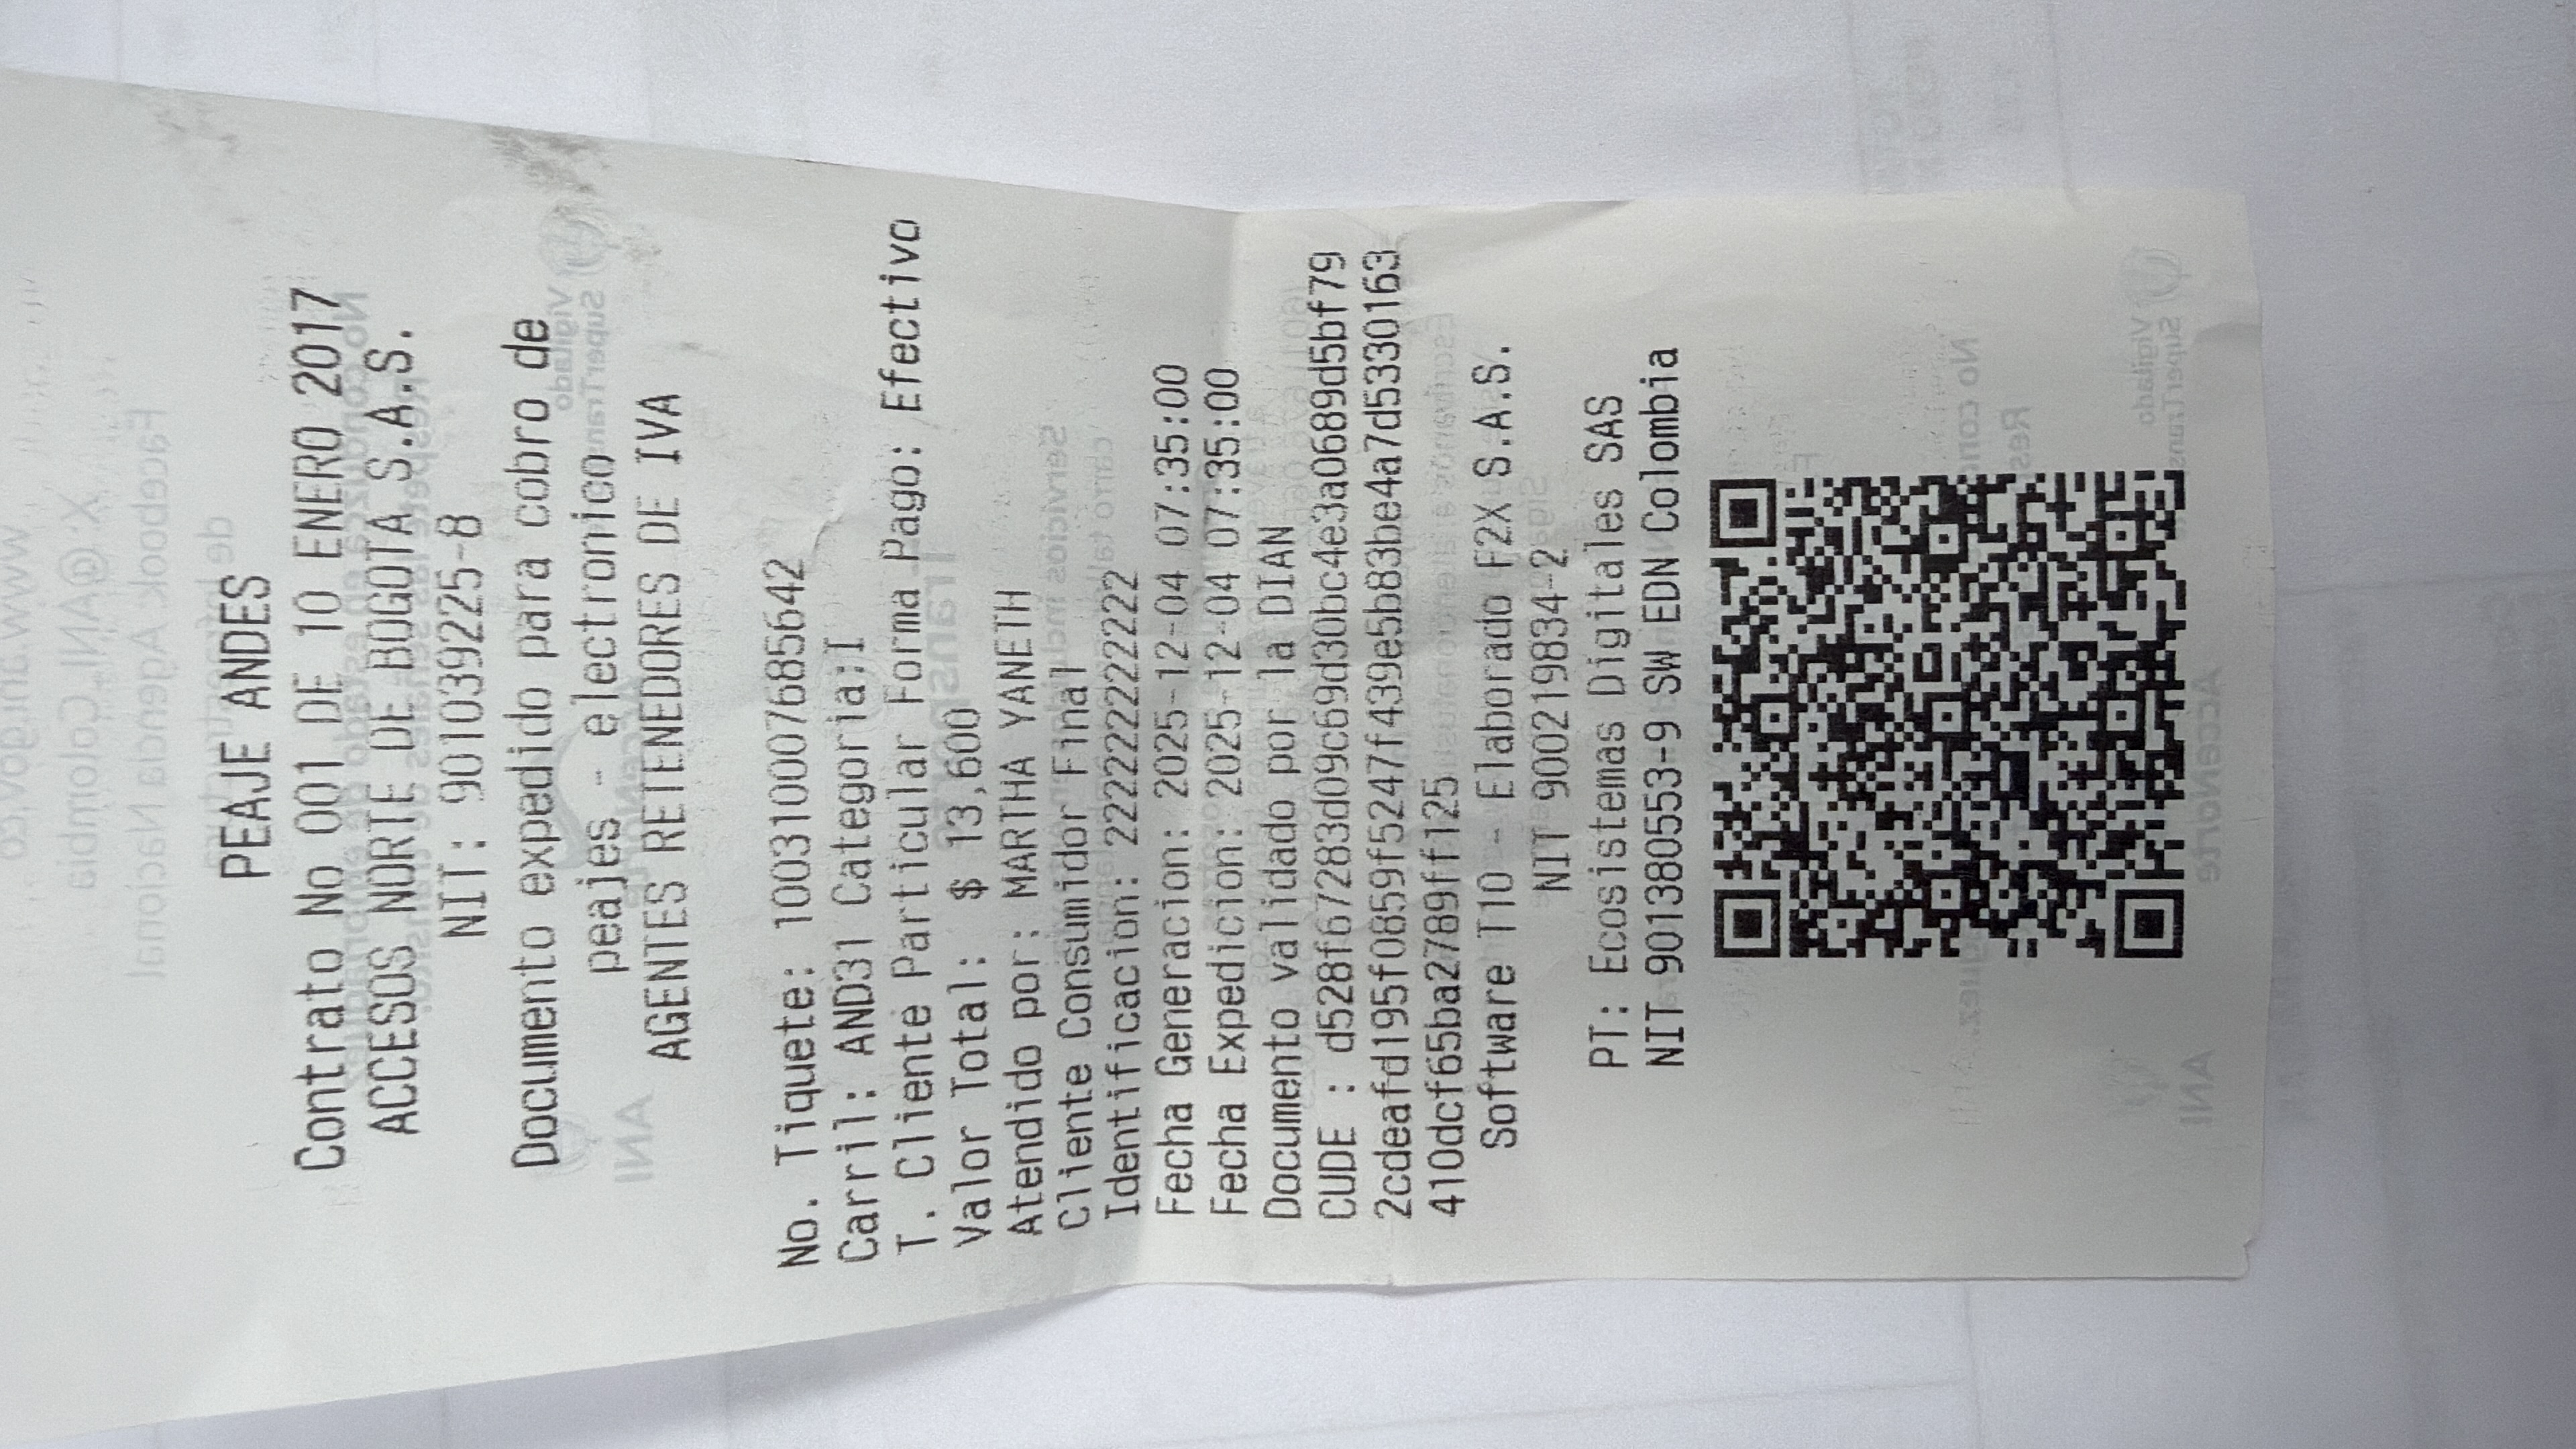 PEAJE ANDES
Contrato No 001 DE 10 ENERO 2017
ACCESOS NORTE DE BOGOTA S.A.S.
NIT: 901039225-8
Documento expedido para cobro de
peajes - electronico
AGENTES RETENEDORES DE IVA
No. Tiquete: 1003100007685642
Carril: AND31 Categoria:I
T. Cliente Particular Forma Pago: Efectivo
Valor Total: $ 13,600
Atendido por: MARTHA YANETH
Cliente Consumidor Final
Identificacion: 222222222222
Fecha Generacion: 2025-12-04 07:35:00
Fecha Expedicion: 2025-12-04 07:35:00
Documento validado por la DIAN
CUDE : d528f67283d09c69d30bc4e3a0689d5bf79
2cdeafd195f0859f5247f439e5b83be4a7d5330163
410dcf65ba2789ff125
Software T10 - Elaborado F2X S.A.S.
NIT 900219834-2
PT: Ecosistemas Digitales SAS
NIT 901380553-9 SW EDN Colombia